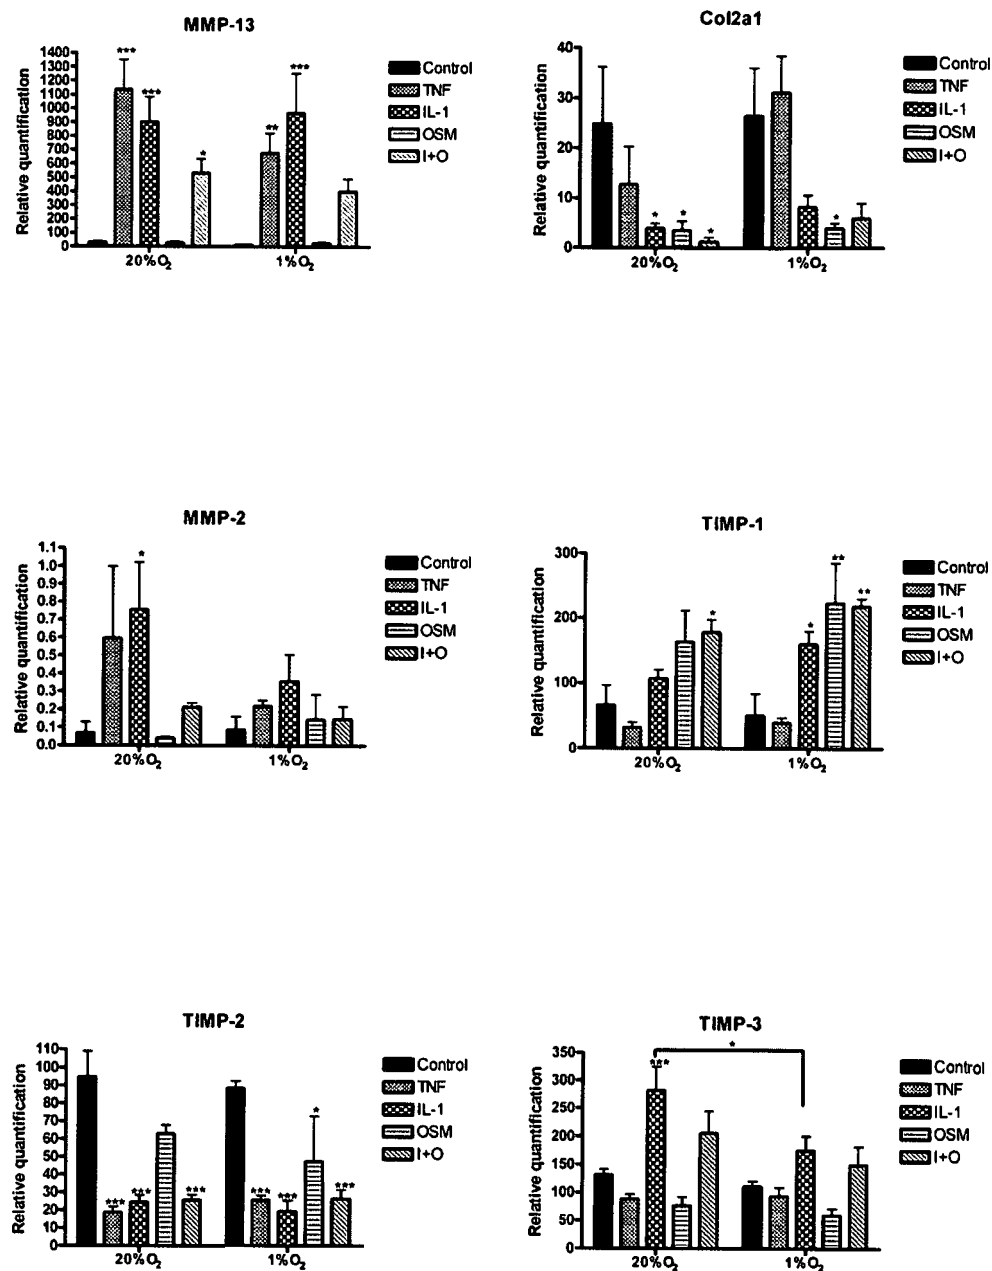 MMP-13
Relative quantification
1400
1300
1200
1100
1000
900
800
700
600
500
400
300
200
100
0
***
***
*
**
***
20%O₂
1%O₂
Control
TNF
IL-1
OSM
I+O
Col2a1
Relative quantification
40
30
20
10
0
*
*
*
*
20%O₂
1%O₂
Control
TNF
IL-1
OSM
I+O
MMP-2
Relative quantification
1.1
1.0
0.9
0.8
0.7
0.6
0.5
0.4
0.3
0.2
0.1
0.0
*
20%O₂
1%O₂
Control
TNF
IL-1
OSM
I+O
TIMP-1
Relative quantification
300
200
100
0
*
*
**
**
20%O₂
1%O₂
Control
TNF
IL-1
OSM
I+O
TIMP-2
Relative quantification
110
100
90
80
70
60
50
40
30
20
10
0
***
***
***
***
***
*
***
20%O₂
1%O₂
Control
TNF
IL-1
OSM
I+O
TIMP-3
Relative quantification
350
300
250
200
150
100
50
0
***
*
20%O₂
1%O₂
Control
TNF
IL-1
OSM
I+O